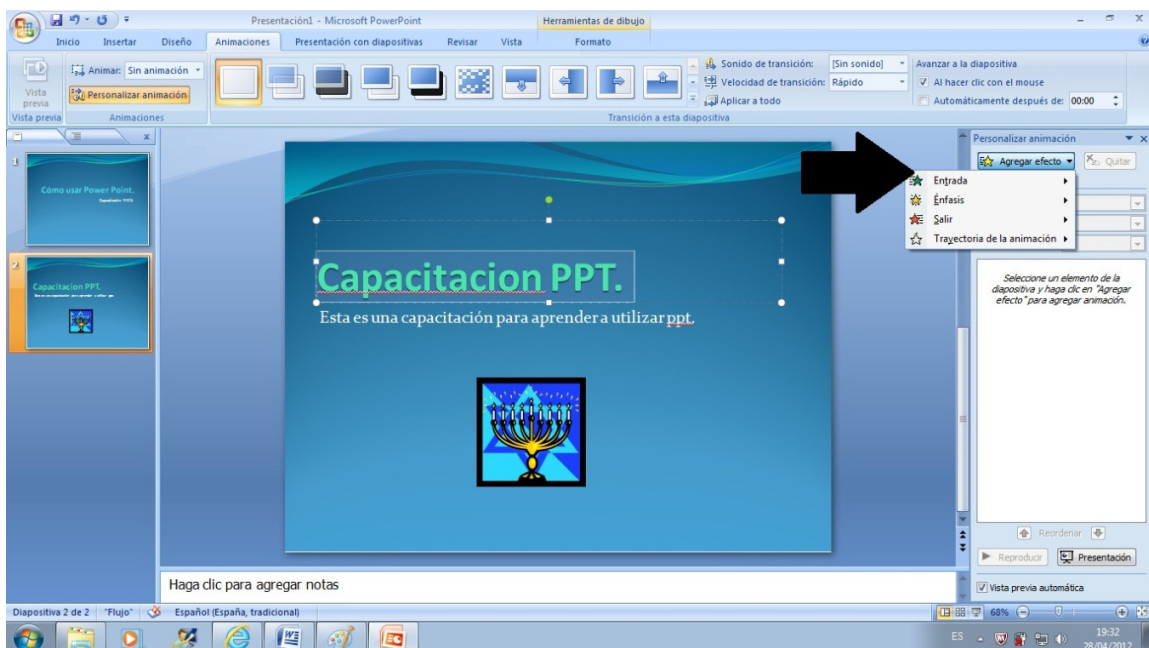 Presentación1 - Microsoft PowerPoint
Herramientas de dibujo
Inicio Insertar Diseño Animaciones Presentación con diapositivas Revisar Vista Formato
Vista previa
Animar: Sin animación
Personalizar animación
Sonido de transición: [Sin sonido]
Velocidad de transición: Rápido
Aplicar a todo
Avanzar a la diapositiva
Al hacer clic con el mouse
Automáticamente después de: 00:00
Vista previa Animaciones Transición a esta diapositiva
1
Cómo usar Power Point.
2
Capacitacion PPT.
Capacitacion PPT.
Esta es una capacitación para aprender a utilizar ppt.
Personalizar animación
Agregar efecto Quitar
Entrada
Énfasis
Salir
Trayectoria de la animación
Seleccione un elemento de la
diapositiva y haga clic en "Agregar
efecto" para agregar animación.
Reordenar
Reproducir Presentación
Vista previa automática
Haga clic para agregar notas
Diapositiva 2 de 2 "Flujo" Español (España, tradicional) 68%
ES 19:32
28/04/2012